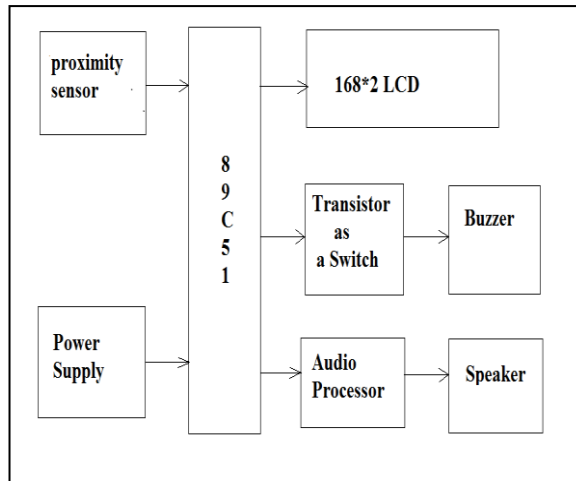 proximity
sensor
168*2 LCD
8
9
C
5
1
Transistor
as
a Switch
Buzzer
Power
Supply
Audio
Processor
Speaker